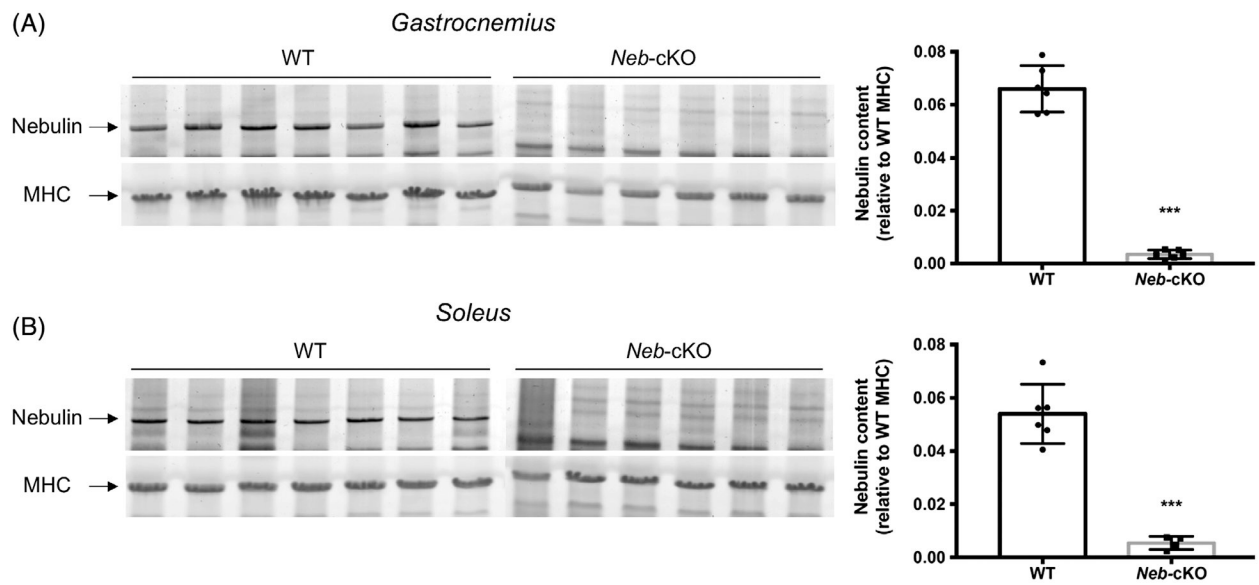 (A)
Gastrocnemius
WT
Neb-cKO
Nebulin
MHC
Nebulin content
(relative to WT MHC)
0.08
0.06
0.04
0.02
0.00
***
WT
Neb-cKO
(B)
Soleus
WT
Neb-cKO
Nebulin
MHC
Nebulin content
(relative to WT MHC)
0.08
0.06
0.04
0.02
0.00
***
WT
Neb-cKO